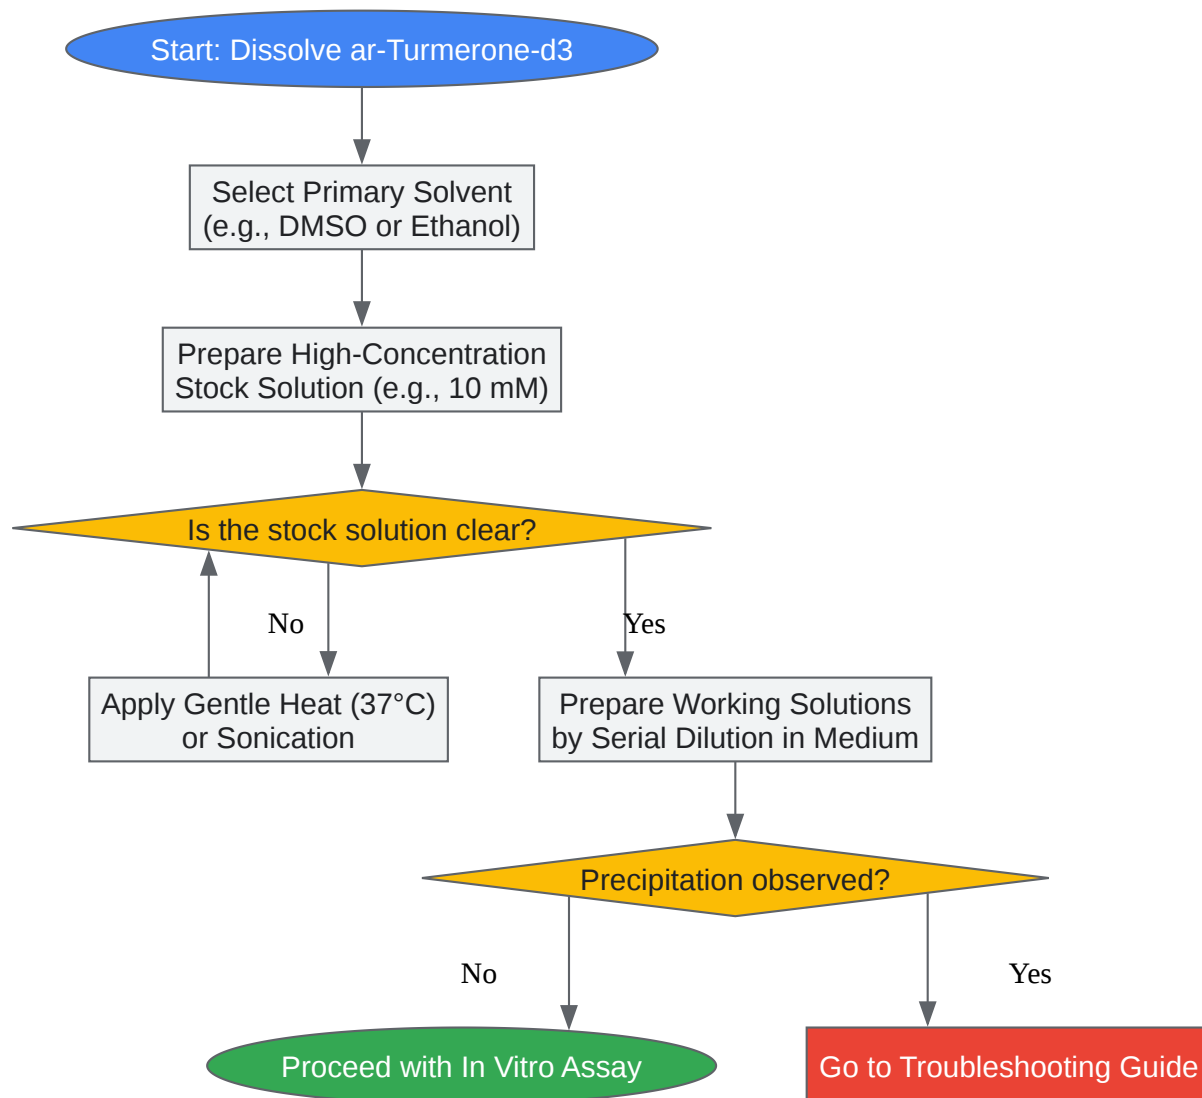 Start: Dissolve ar-Turmerone-d3
Select Primary Solvent
(e.g., DMSO or Ethanol)
Prepare High-Concentration
Stock Solution (e.g., 10 mM)
Is the stock solution clear?
No
Yes
Apply Gentle Heat (37°C)
or Sonication
Prepare Working Solutions
by Serial Dilution in Medium
Precipitation observed?
No
Yes
Proceed with In Vitro Assay
Go to Troubleshooting Guide